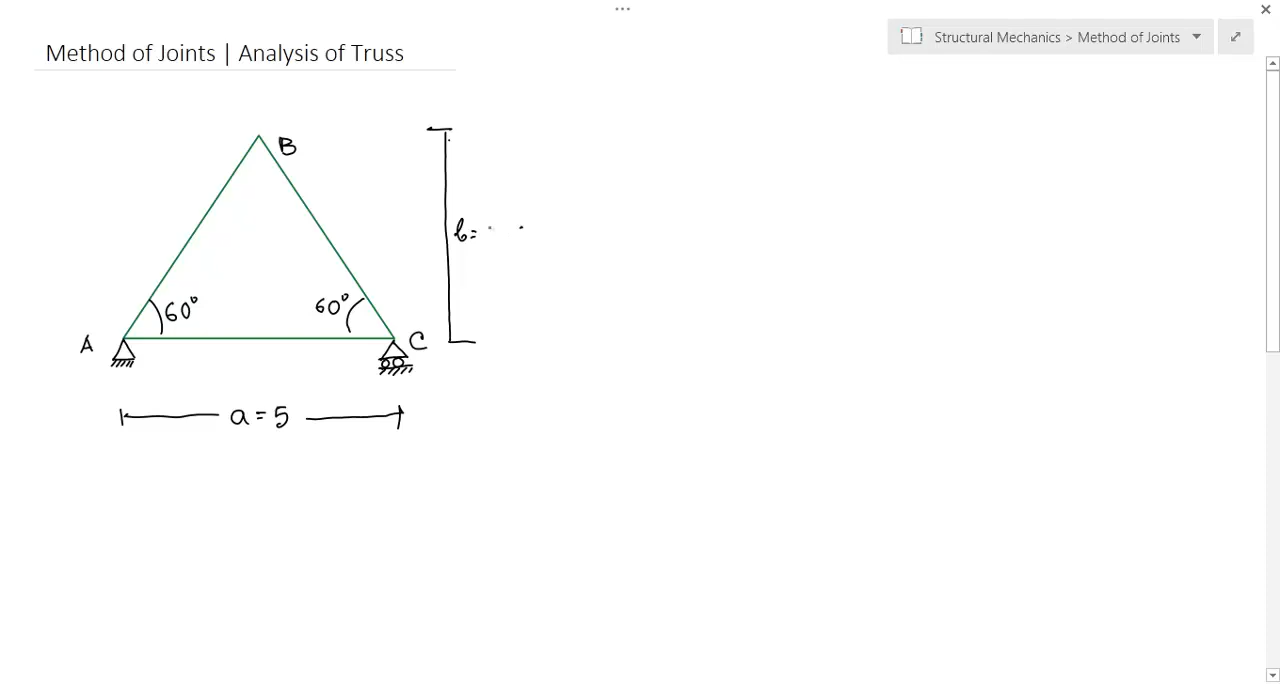 Structural Mechanics > Method of Joints
Method of Joints | Analysis of Truss
B
b=
60°
60°
A
C
a = 5